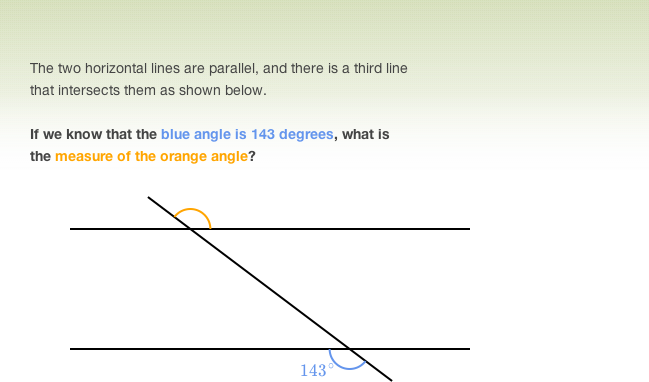 The two horizontal lines are parallel, and there is a third line
that intersects them as shown below.
If we know that the blue angle is 143 degrees, what is
the measure of the orange angle?
143°